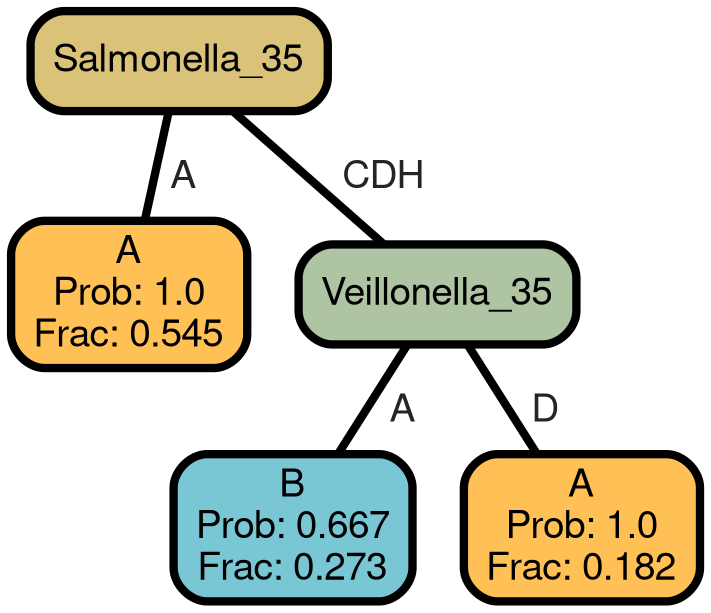 Salmonella_35
A
CDH
A
Prob: 1.0
Frac: 0.545
Veillonella_35
A
D
B
Prob: 0.667
Frac: 0.273
A
Prob: 1.0
Frac: 0.182